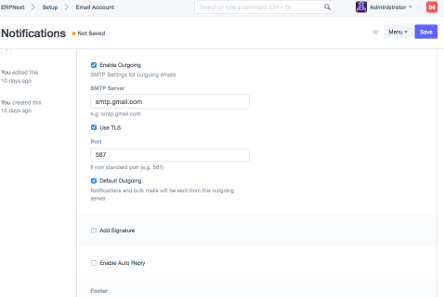 ERPNext > Setup > Email Account
Search or type a command (Ctrl + G)
Administrator
94
Notifications Not Saved
Menu
Save
You edited this
10 days ago
You created this
10 days ago
Enable Outgoing
SMTP Settings for outgoing emails
SMTP Server
smtp.gmail.com
e.g. smtp.gmail.com
Use TLS
Port
587
If non standard port (e.g. 587)
Default Outgoing
Notifications and bulk mails will be sent from this outgoing
server.
Add Signature
Enable Auto Reply
Footer